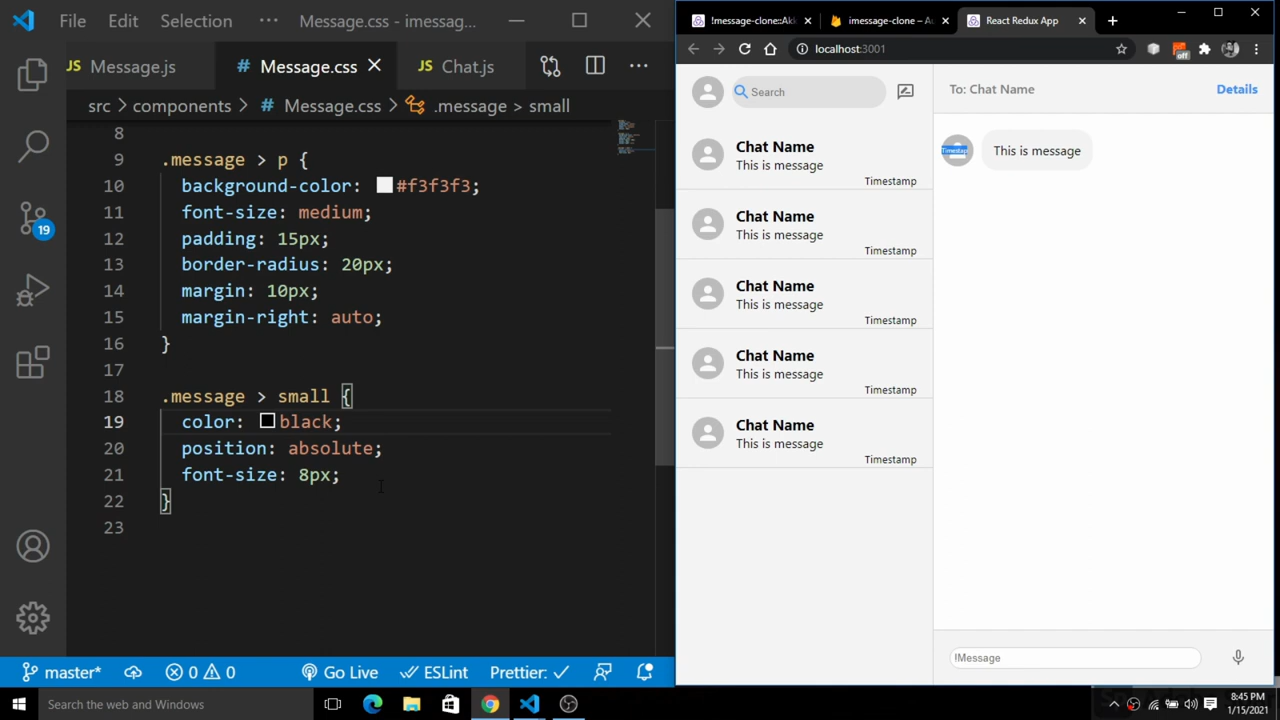 File Edit Selection ··· Message.css - imessag...
Message.js # Message.css Chat.js
src > components > # Message.css > .message > small
8
9 .message > p {
10 background-color: #f3f3f3;
11 font-size: medium;
12 padding: 15px;
13 border-radius: 20px;
14 margin: 10px;
15 margin-right: auto;
16 }
17
18 .message > small {
19 color: black;
20 position: absolute;
21 font-size: 8px;
22 }
23
19
master* 0 0 Go Live ESLint Prettier: ✓
!message-clone::Ak
imessage-clone – Au
React Redux App
localhost:3001
off
Search
To: Chat Name
Details
Chat Name
This is message
Timestamp
Chat Name
This is message
Timestamp
Chat Name
This is message
Timestamp
Chat Name
This is message
Timestamp
Chat Name
This is message
Timestamp
Timestap
This is message
!Message
Search the web and Windows
8:45 PM
1/15/2021